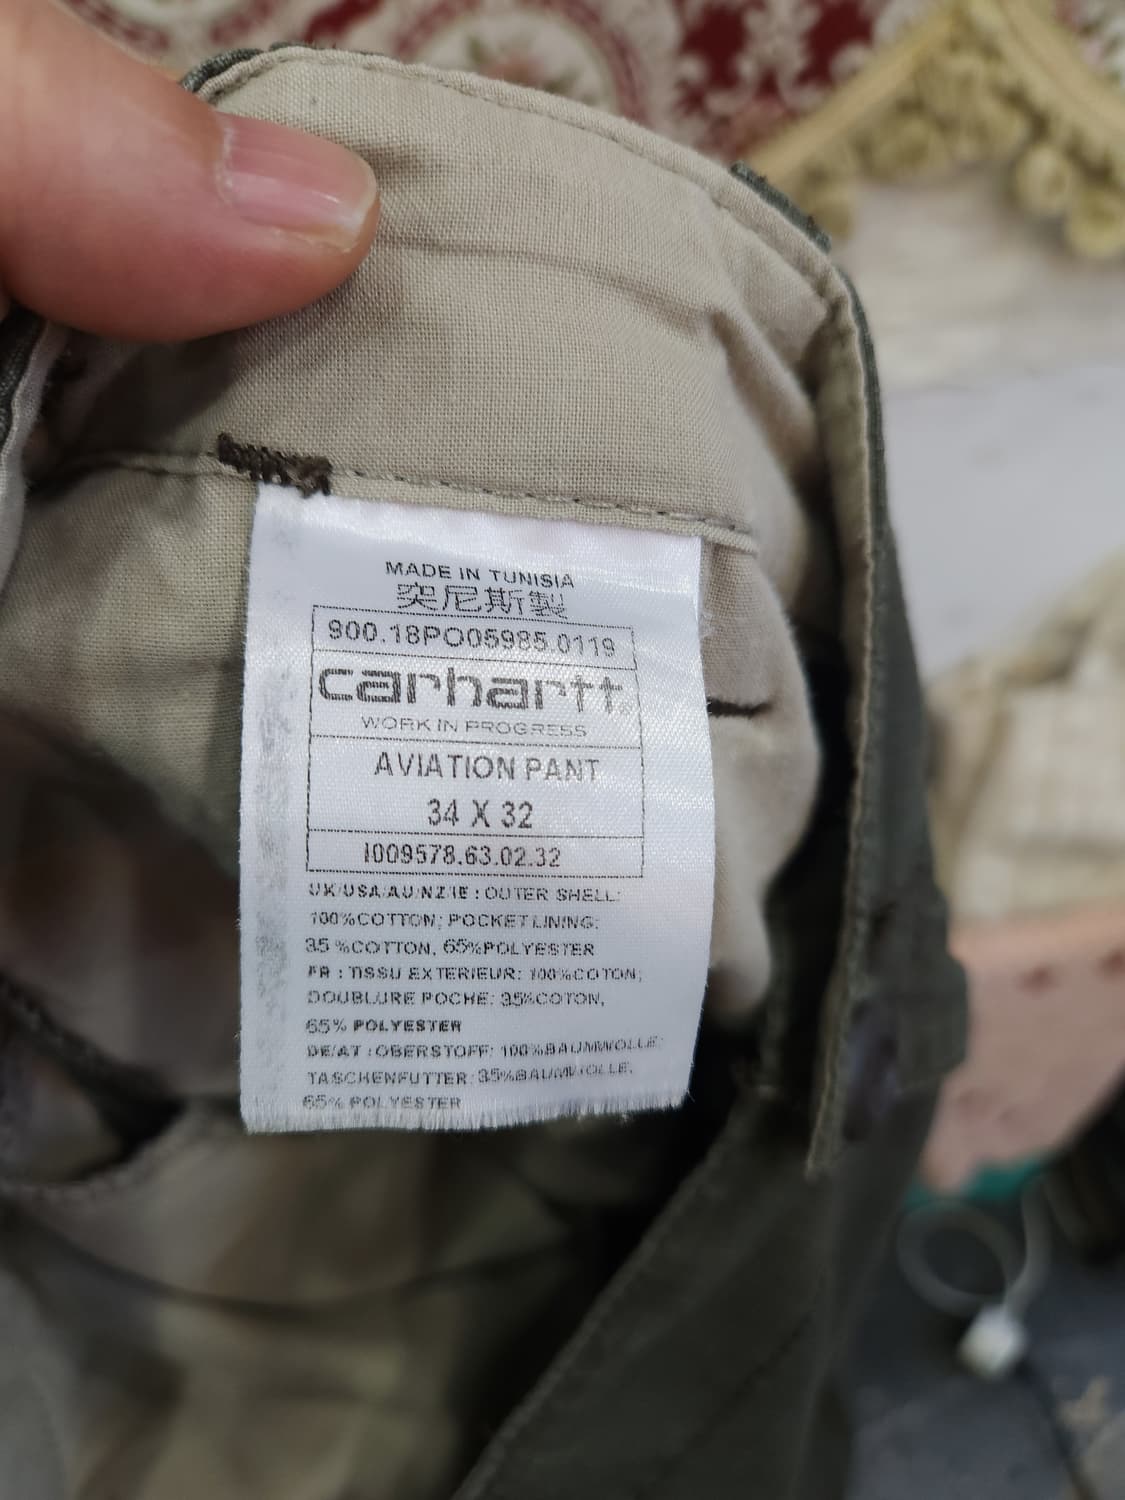 MADE IN TUNISIA
突尼斯製
900.18PO05985.0119
carhartt®
WORK IN PROGRESS
AVIATION PANT
34 X 32
I009578.63.02.32
UK/USA/AU/NZ/IE : OUTER SHELL:
100%COTTON; POCKETLINING:
35 %COTTON, 65%POLYESTER
FR : TISSU EXTERIEUR: 100%COTON;
DOUBLURE POCHE: 35%COTON,
65% POLYESTER
DE/AT : OBERSTOFF: 100%BAUMWOLLE;
TASCHENFUTTER: 35%BAUMWOLLE,
65% POLYESTER